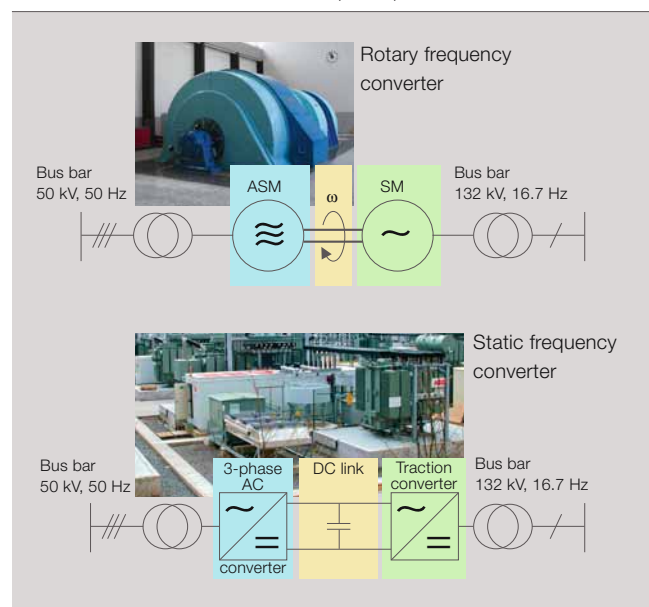 Rotary frequency
converter
Bus bar
50 kV, 50 Hz
ASM
ω
SM
Bus bar
132 kV, 16.7 Hz
Static frequency
converter
Bus bar
50 kV, 50 Hz
3-phase
AC
converter
DC link
Traction
converter
Bus bar
132 kV, 16.7 Hz